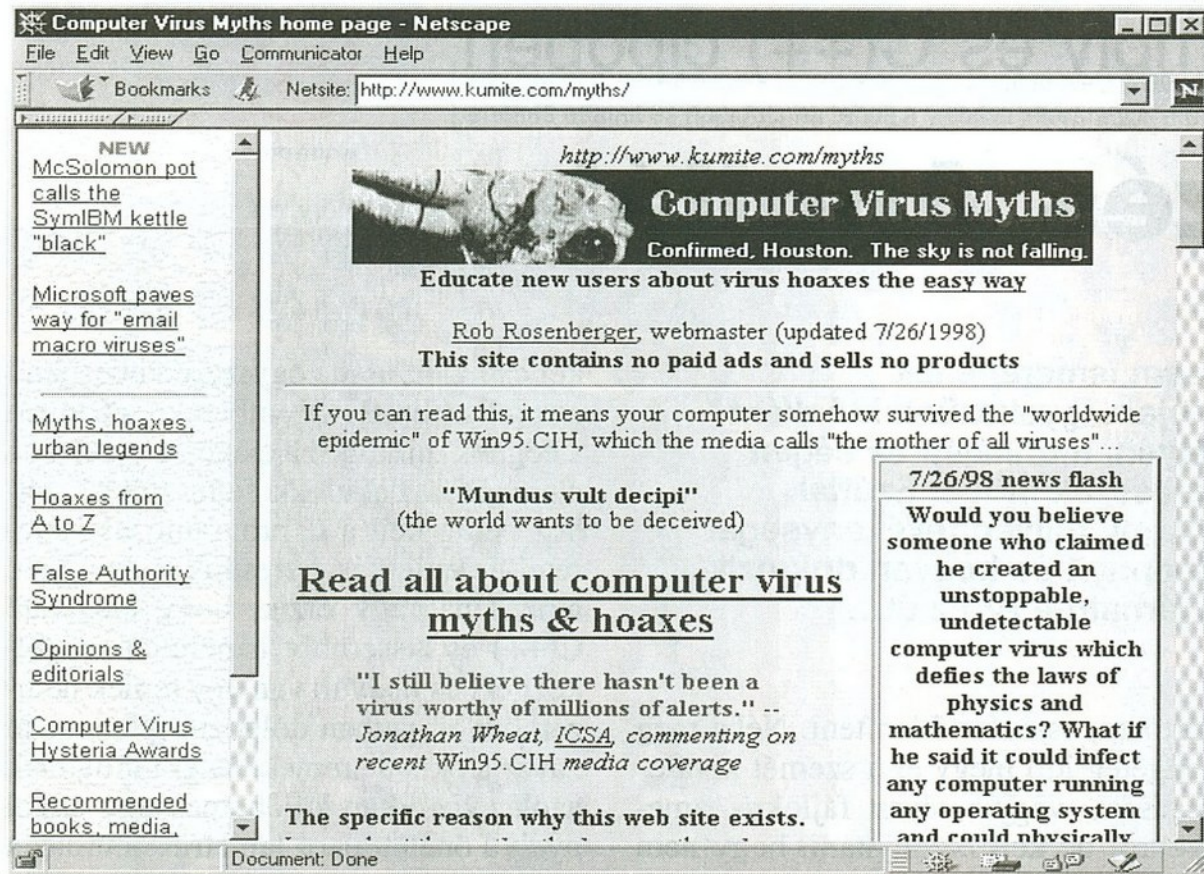 Computer Virus Myths home page - Netscape
File Edit View Go Communicator Help
Bookmarks Netsite: http://www.kumite.com/myths/
N
NEW
McSolomon pot
calls the
SymIBM kettle
"black"
Microsoft paves
way for "email
macro viruses"
Myths, hoaxes,
urban legends
Hoaxes from
A to Z
False Authority
Syndrome
Opinions &
editorials
Computer Virus
Hysteria Awards
Recommended
books, media,
http://www.kumite.com/myths
Computer Virus Myths
Confirmed, Houston. The sky is not falling.
Educate new users about virus hoaxes the easy way
Rob Rosenberger, webmaster (updated 7/26/1998)
This site contains no paid ads and sells no products
If you can read this, it means your computer somehow survived the "worldwide
epidemic" of Win95.CIH, which the media calls "the mother of all viruses"...
"Mundus vult decipi"
(the world wants to be deceived)
Read all about computer virus
myths & hoaxes
"I still believe there hasn't been a
virus worthy of millions of alerts." --
Jonathan Wheat, ICSA, commenting on
recent Win95.CIH media coverage
The specific reason why this web site exists.
7/26/98 news flash
Would you believe
someone who claimed
he created an
unstoppable,
undetectable
computer virus which
defies the laws of
physics and
mathematics? What if
he said it could infect
any computer running
any operating system
and could physically
Document: Done